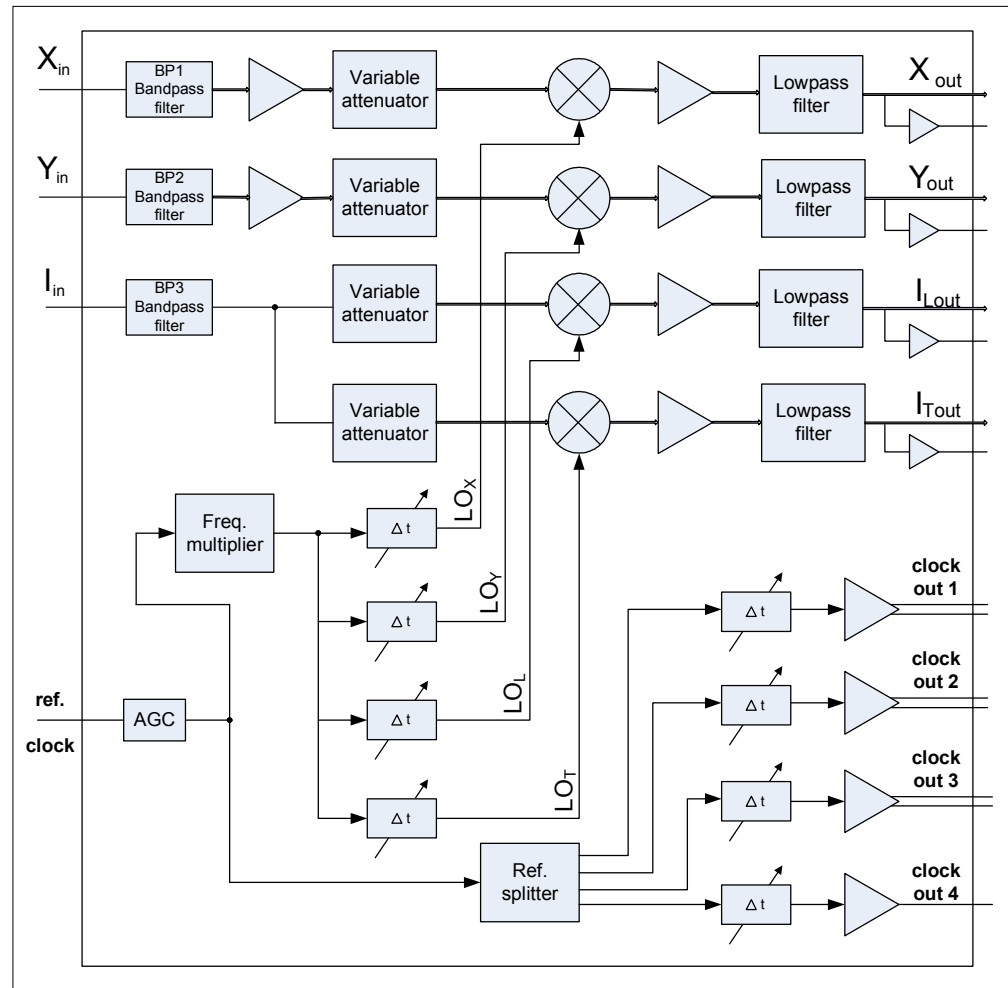 Xin
BP1
Bandpass
filter
Variable
attenuator
Lowpass
filter
X out
Yin
BP2
Bandpass
filter
Variable
attenuator
Lowpass
filter
Yout
Iin
BP3
Bandpass
filter
Variable
attenuator
Lowpass
filter
ILout
Variable
attenuator
Lowpass
filter
ITout
Freq.
multiplier
Δ t
LOX
Δ t
LOY
Δ t
LOL
Δ t
LOT
ref.
clock
AGC
Ref.
splitter
Δ t
clock
out 1
Δ t
clock
out 2
Δ t
clock
out 3
Δ t
clock
out 4